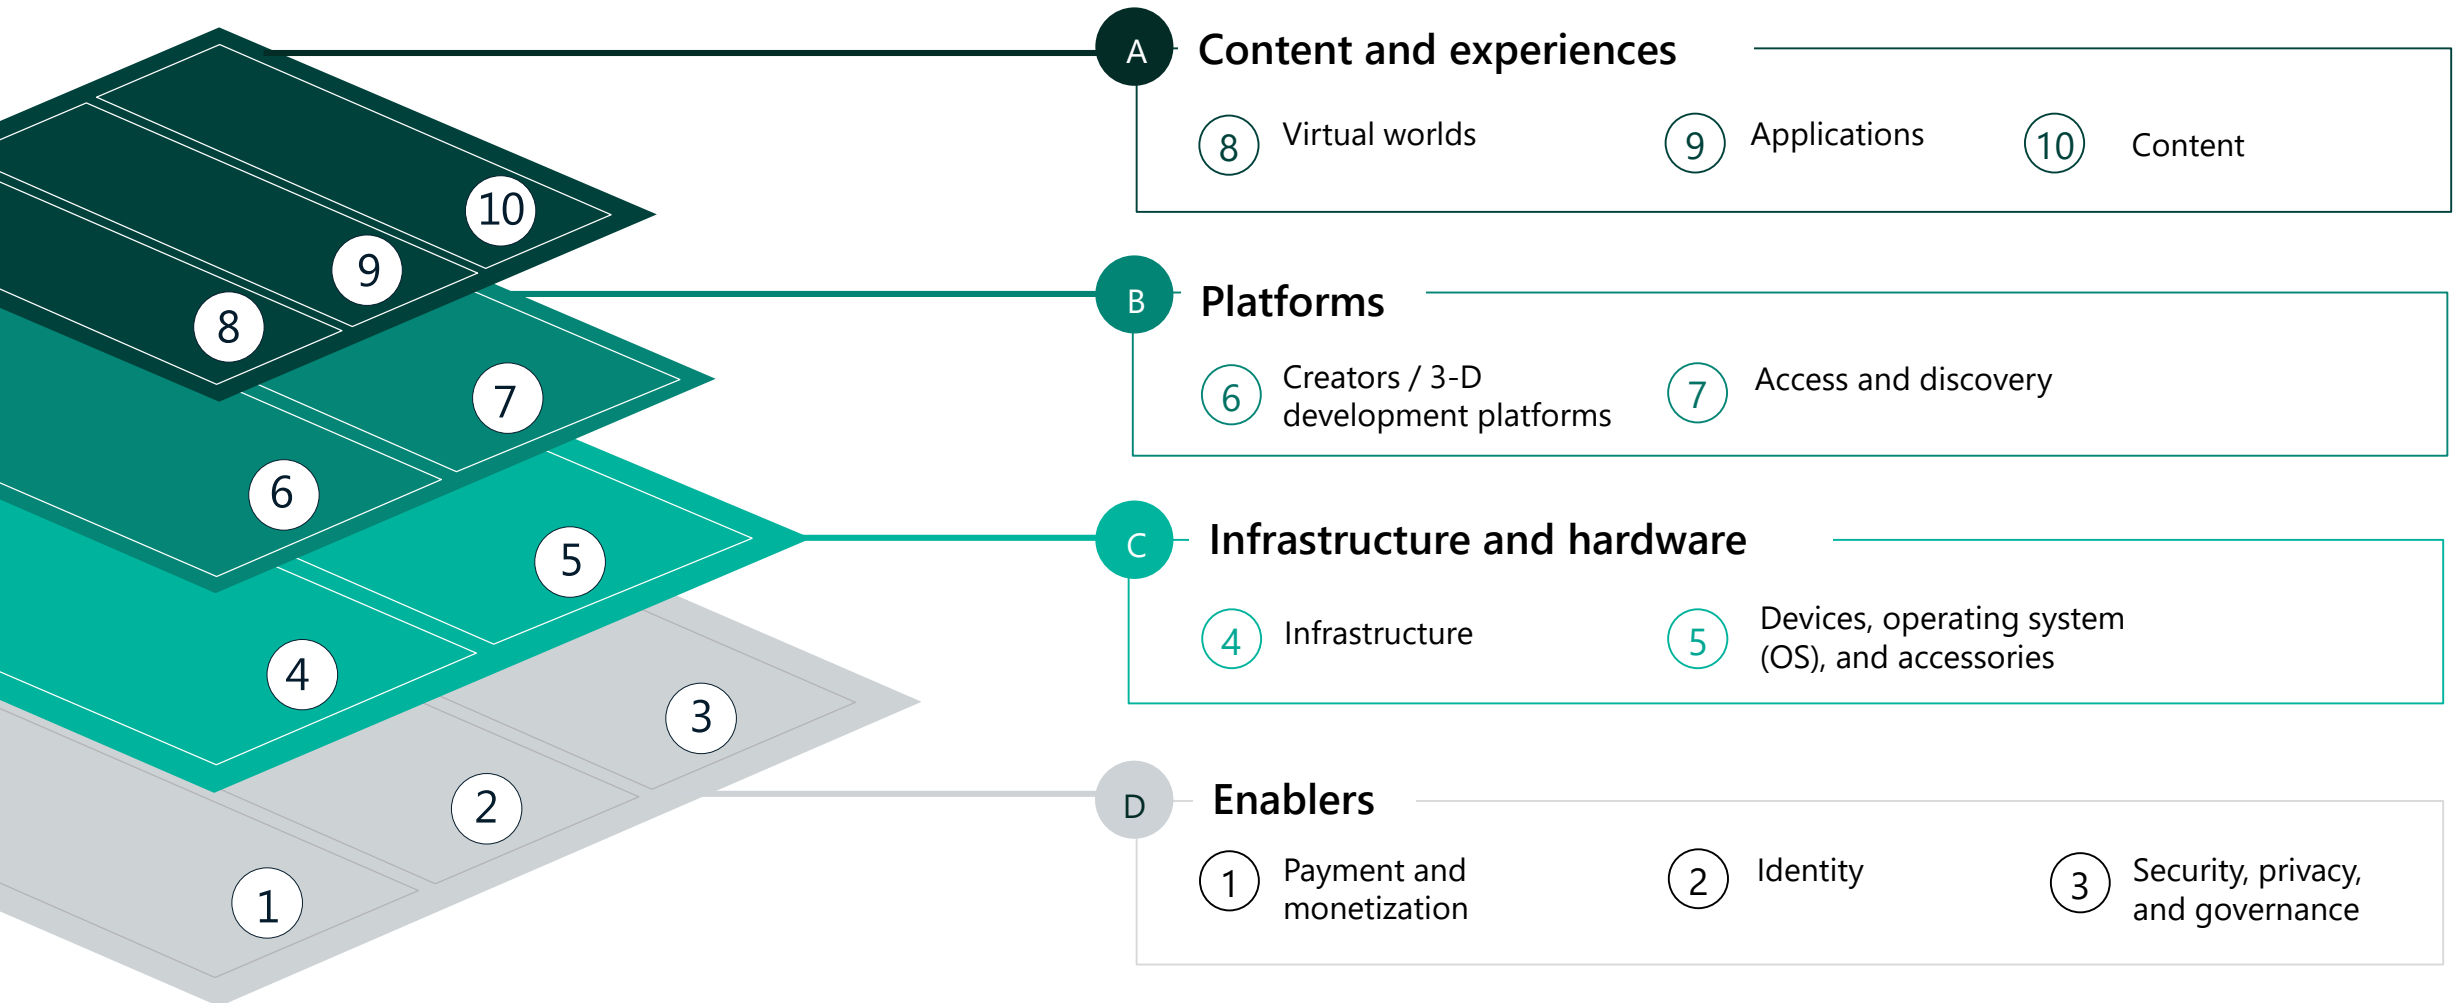 A
Content and experiences
8
Virtual worlds
9
Applications
10
Content
10
9
8
B
Platforms
6
Creators / 3-D
development platforms
7
Access and discovery
7
6
C
Infrastructure and hardware
4
Infrastructure
5
Devices, operating system
(OS), and accessories
5
4
D
Enablers
1
Payment and
monetization
2
Identity
3
Security, privacy,
and governance
3
2
1